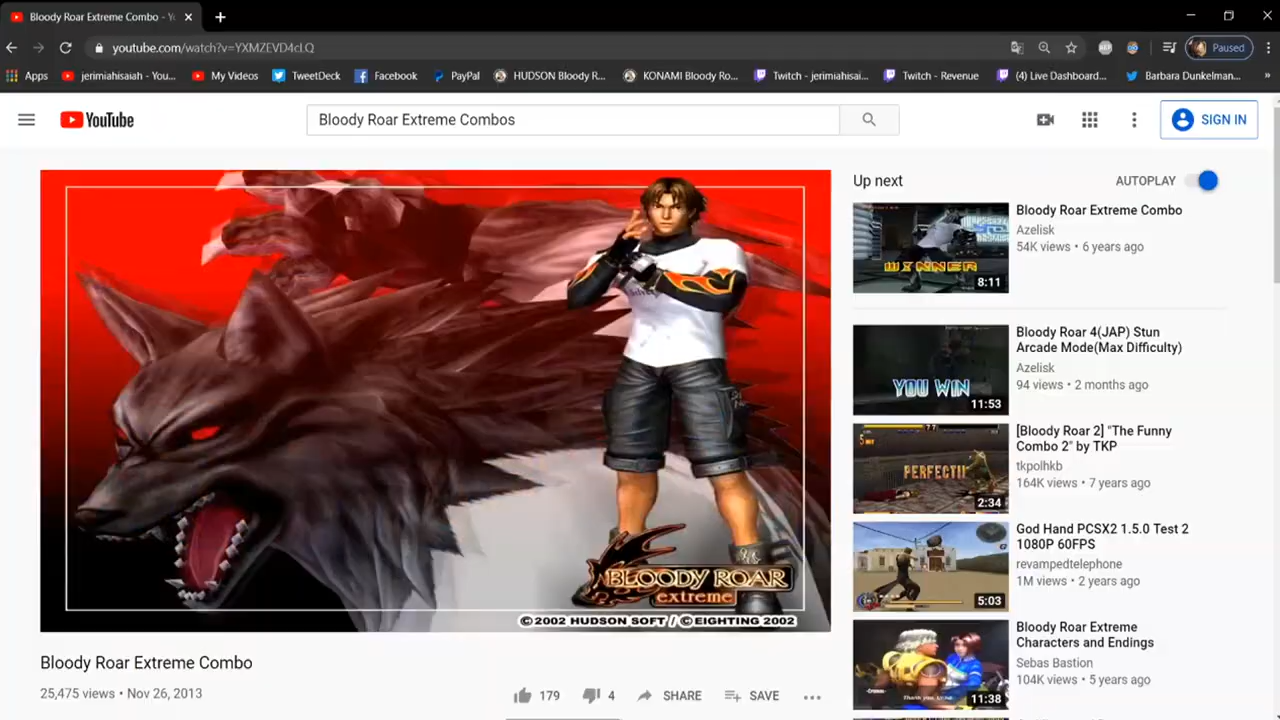 Bloody Roar Extreme Combo - Yo
youtube.com/watch?v=YXMZEVD4cLQ
Paused
Apps
jerimiahisaiah - You...
My Videos
TweetDeck
Facebook
PayPal
HUDSON Bloody R...
KONAMI Bloody Ro...
Twitch - jerimiahisai...
Twitch - Revenue
(4) Live Dashboard...
Barbara Dunkelman...
YouTube
Bloody Roar Extreme Combos
SIGN IN
BLOODY ROAR
extreme
©2002 HUDSON SOFT / ©EIGHTING 2002
Bloody Roar Extreme Combo
25,475 views • Nov 26, 2013
179
4
SHARE
SAVE
Up next
AUTOPLAY
WINNER
8:11
Bloody Roar Extreme Combo
Azelisk
54K views • 6 years ago
YOU WIN
11:53
Bloody Roar 4(JAP) Stun
Arcade Mode(Max Difficulty)
Azelisk
94 views • 2 months ago
PERFECT!!
2:34
[Bloody Roar 2] "The Funny
Combo 2" by TKP
tkpolhkb
164K views • 7 years ago
5:03
God Hand PCSX2 1.5.0 Test 2
1080P 60FPS
revampedtelephone
1M views • 2 years ago
Thank you
11:38
Bloody Roar Extreme
Characters and Endings
Sebas Bastion
104K views • 5 years ago